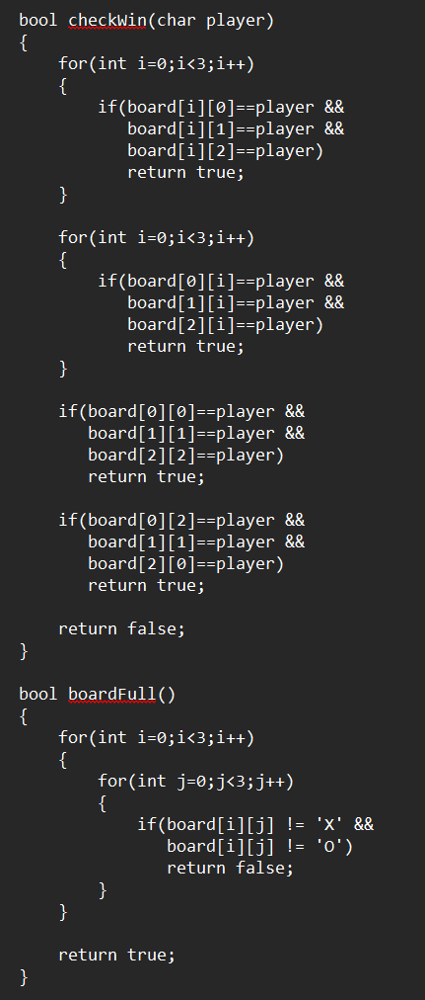 bool checkWin(char player)
{
    for(int i=0;i<3;i++)
    {
        if(board[i][0]==player &&
           board[i][1]==player &&
           board[i][2]==player)
           return true;
    }

    for(int i=0;i<3;i++)
    {
        if(board[0][i]==player &&
           board[1][i]==player &&
           board[2][i]==player)
           return true;
    }

    if(board[0][0]==player &&
       board[1][1]==player &&
       board[2][2]==player)
       return true;

    if(board[0][2]==player &&
       board[1][1]==player &&
       board[2][0]==player)
       return true;

    return false;
}

bool boardFull()
{
    for(int i=0;i<3;i++)
    {
        for(int j=0;j<3;j++)
        {
            if(board[i][j] != 'X' &&
               board[i][j] != 'O')
               return false;
        }
    }

    return true;
}